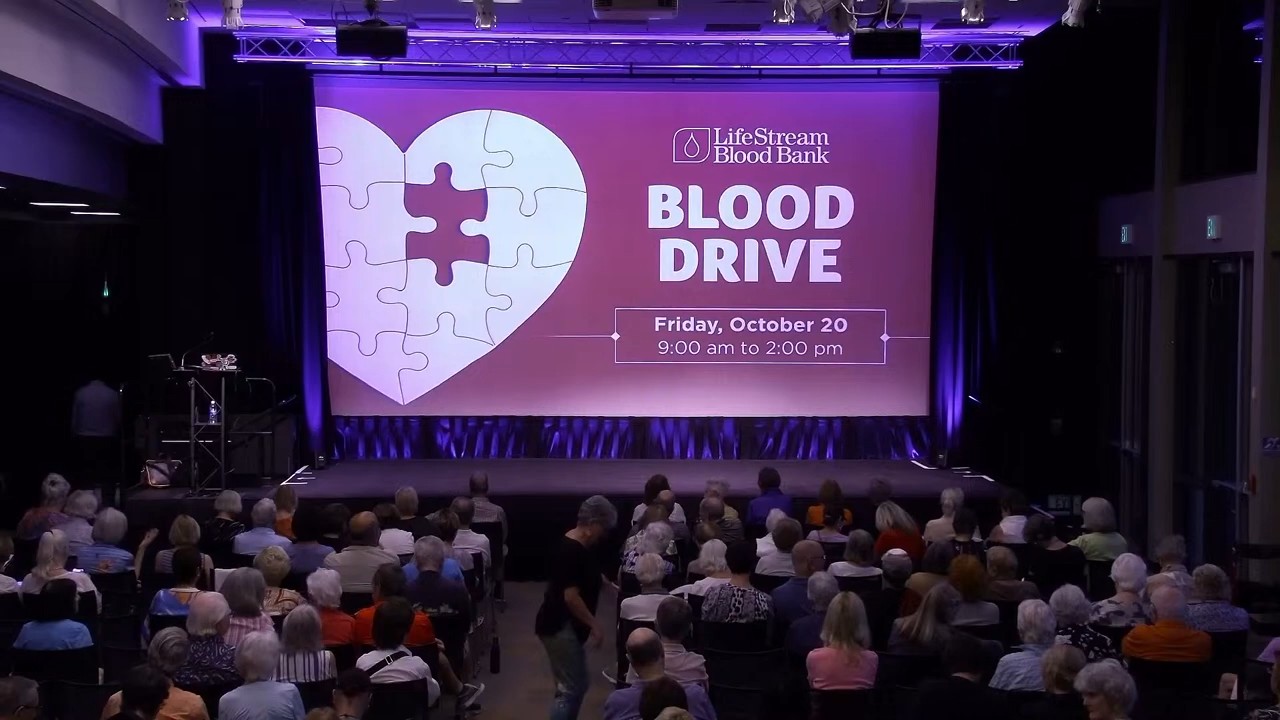 LifeStream
Blood Bank
BLOOD
DRIVE
Friday, October 20
9:00 am to 2:00 pm